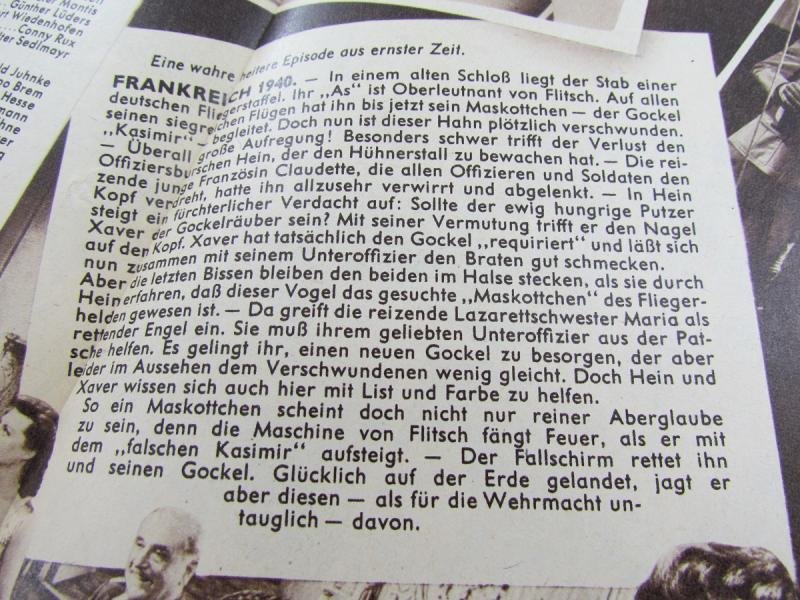 Günther Lüders
Wiedenhofen
....Conny Rux
Sedlmayr
Juhnke
Brem
Hesse
Eine wahre heitere Episode aus ernster Zeit.
FRANKREICH 1940. — In einem alten Schloß liegt der Stab einer
deutschen Fliegerstaffel. Ihr „As“ ist Oberleutnant von Flitsch. Auf allen
seinen siegreichen Flügen hat ihn bis jetzt sein Maskottchen — der Gockel
„Kasimir“ — begleitet. Doch nun ist dieser Hahn plötzlich verschwunden.
— Überall große Aufregung! Besonders schwer trifft der Verlust den
Offiziersburschen Hein, der den Hühnerstall zu bewachen hat. — Die rei-
zende junge Französin Claudette, die allen Offizieren und Soldaten den
Kopf verdreht, hatte ihn allzusehr verwirrt und abgelenkt. — In Hein
steigt ein fürchterlicher Verdacht auf: Sollte der ewig hungrige Putzer
Xaver der Gockelräuber sein? Mit seiner Vermutung trifft er den Nagel
auf den Kopf. Xaver hat tatsächlich den Gockel „requiriert“ und läßt sich
nun zusammen mit seinem Unteroffizier den Braten gut schmecken.
Aber die letzten Bissen bleiben den beiden im Halse stecken, als sie durch
Hein erfahren, daß dieser Vogel das gesuchte „Maskottchen“ des Flieger-
helden gewesen ist. — Da greift die reizende Lazarettschwester Maria als
rettender Engel ein. Sie muß ihrem geliebten Unteroffizier aus der Pat-
sche helfen. Es gelingt ihr, einen neuen Gockel zu besorgen, der aber
leider im Aussehen dem Verschwundenen wenig gleicht. Doch Hein und
Xaver wissen sich auch hier mit List und Farbe zu helfen.
So ein Maskottchen scheint doch nicht nur reiner Aberglaube
zu sein, denn die Maschine von Flitsch fängt Feuer, als er mit
dem „falschen Kasimir“ aufsteigt. — Der Fallschirm rettet ihn
und seinen Gockel. Glücklich auf der Erde gelandet, jagt er
aber diesen — als für die Wehrmacht un-
tauglich — davon.